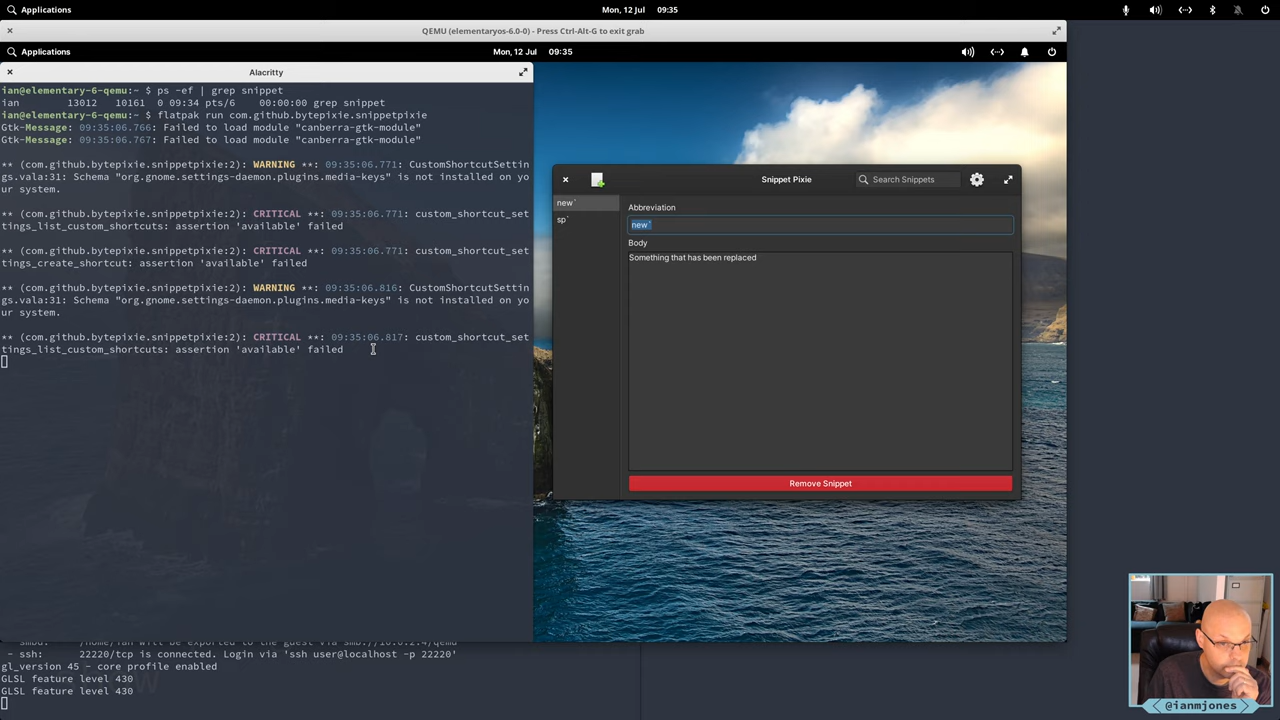 Applications
Mon, 12 Jul 09:35
QEMU (elementaryos-6.0-0) - Press Ctrl-Alt-G to exit grab
Applications
Mon, 12 Jul 09:35
Alacritty
ian@elementary-6-qemu:~ $ ps -ef | grep snippet
ian 13012 10161 0 09:34 pts/6 00:00:00 grep snippet
ian@elementary-6-qemu:~ $ flatpak run com.github.bytepixie.snippetpixie
Gtk-Message: 09:35:06.766: Failed to load module "canberra-gtk-module"
Gtk-Message: 09:35:06.767: Failed to load module "canberra-gtk-module"
** (com.github.bytepixie.snippetpixie:2): WARNING **: 09:35:06.771: CustomShortcutSettin
gs.vala:31: Schema "org.gnome.settings-daemon.plugins.media-keys" is not installed on yo
ur system.
** (com.github.bytepixie.snippetpixie:2): CRITICAL **: 09:35:06.771: custom_shortcut_set
tings_list_custom_shortcuts: assertion 'available' failed
** (com.github.bytepixie.snippetpixie:2): CRITICAL **: 09:35:06.771: custom_shortcut_set
tings_create_shortcut: assertion 'available' failed
** (com.github.bytepixie.snippetpixie:2): WARNING **: 09:35:06.816: CustomShortcutSettin
gs.vala:31: Schema "org.gnome.settings-daemon.plugins.media-keys" is not installed on yo
ur system.
** (com.github.bytepixie.snippetpixie:2): CRITICAL **: 09:35:06.817: custom_shortcut_set
tings_list_custom_shortcuts: assertion 'available' failed
Snippet Pixie
Search Snippets
new`
sp`
Abbreviation
new`
Body
Something that has been replaced
Remove Snippet
- ssh: 22220/tcp is connected. Login via 'ssh user@localhost -p 22220'
gl_version 45 - core profile enabled
GLSL feature level 430
GLSL feature level 430
@ianmjones